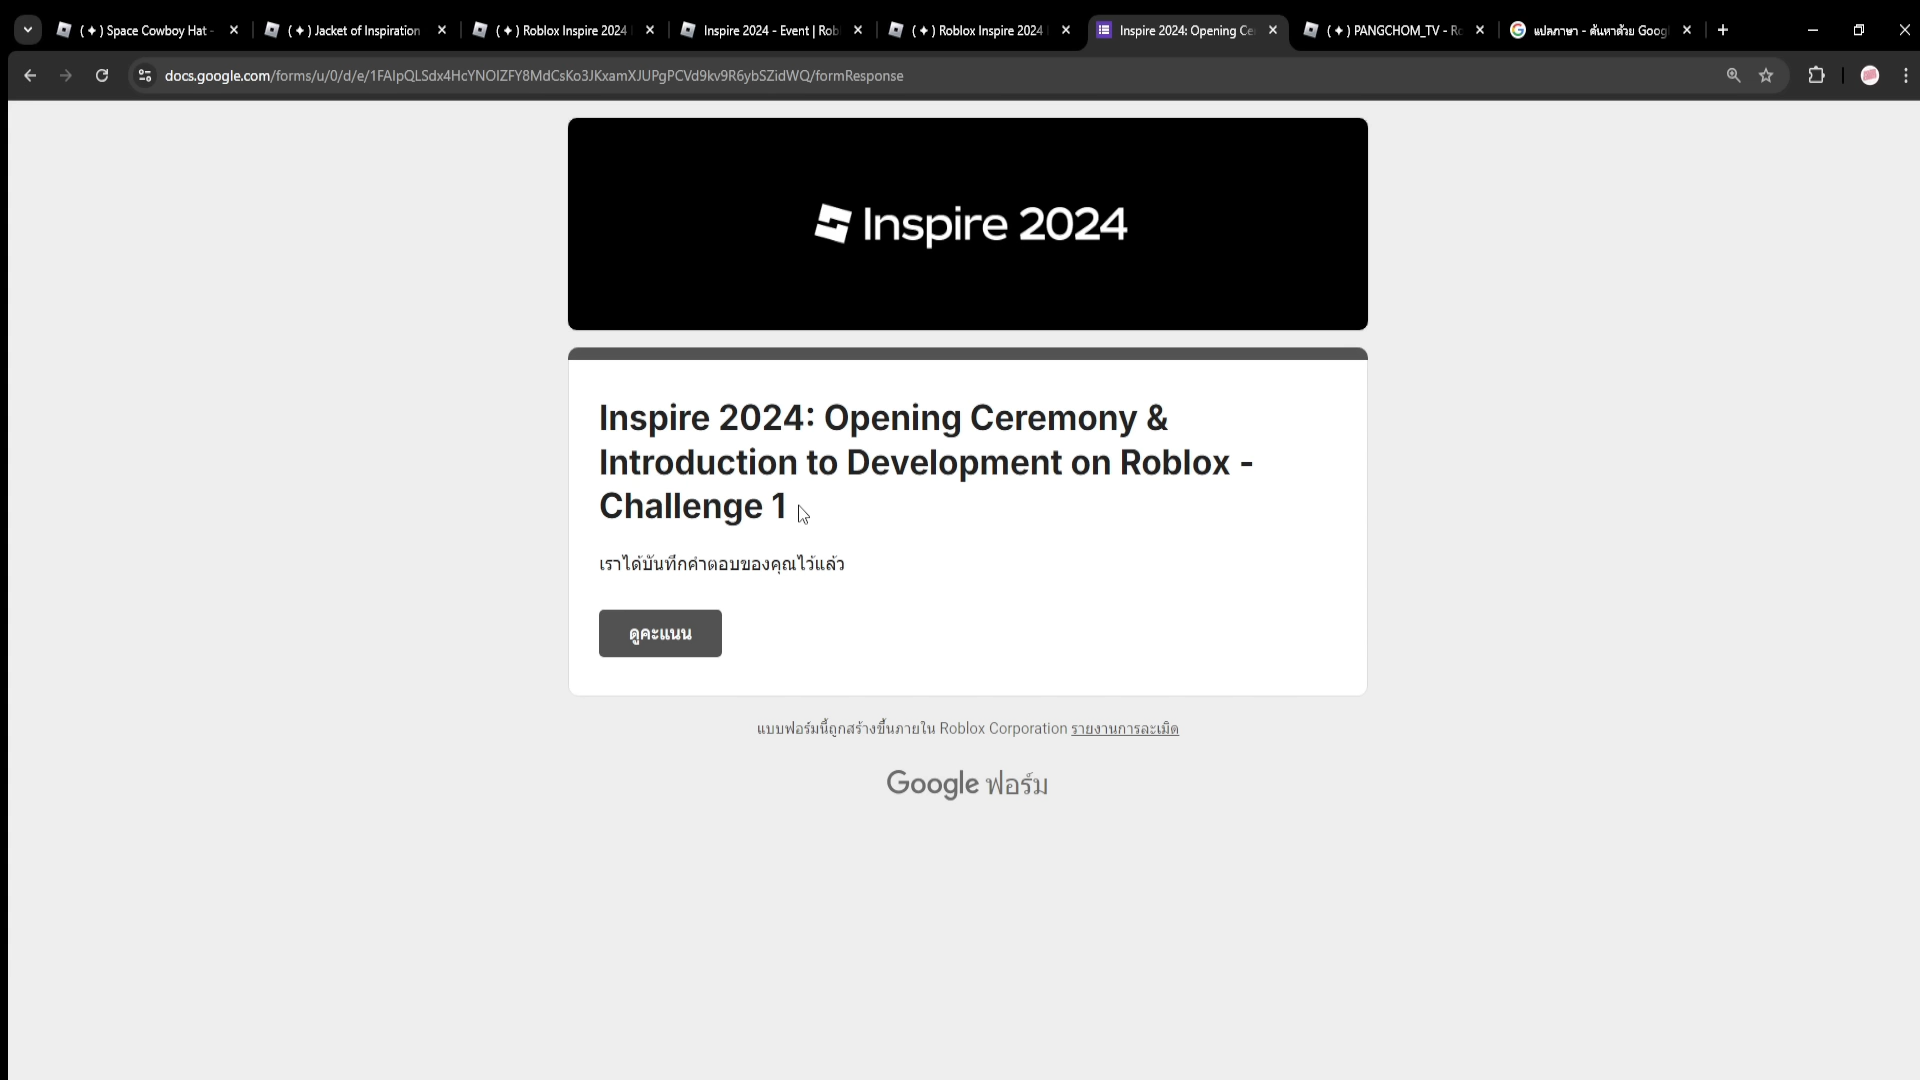 ( ✦ ) Space Cowboy Hat -
( ✦ ) Jacket of Inspiration
( ✦ ) Roblox Inspire 2024
Inspire 2024 - Event | Rob
( ✦ ) Roblox Inspire 2024
Inspire 2024: Opening Ce
( ✦ ) PANGCHOM_TV - Ro
แปลภาษา - ค้นหาด้วย Googl
docs.google.com/forms/u/0/d/e/1FAIpQLSdx4HcYNOIZFY8MdCsKo3JKxamXJUPgPCVd9kv9R6ybSZidWQ/formResponse
Inspire 2024
Inspire 2024: Opening Ceremony &
Introduction to Development on Roblox -
Challenge 1
เราได้บันทึกคำตอบของคุณไว้แล้ว
ดูคะแนน
แบบฟอร์มนี้ถูกสร้างขึ้นภายใน Roblox Corporation รายงานการละเมิด
Google ฟอร์ม